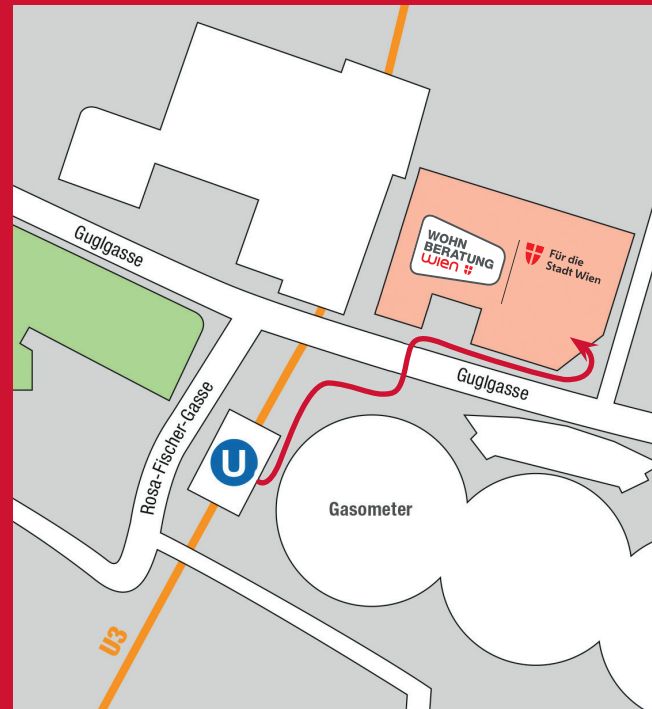 Guglgasse
WOHN
BERATUNG
wien
Für die
Stadt Wien
Guglgasse
Rosa-Fischer-Gasse
U
Gasometer
U3